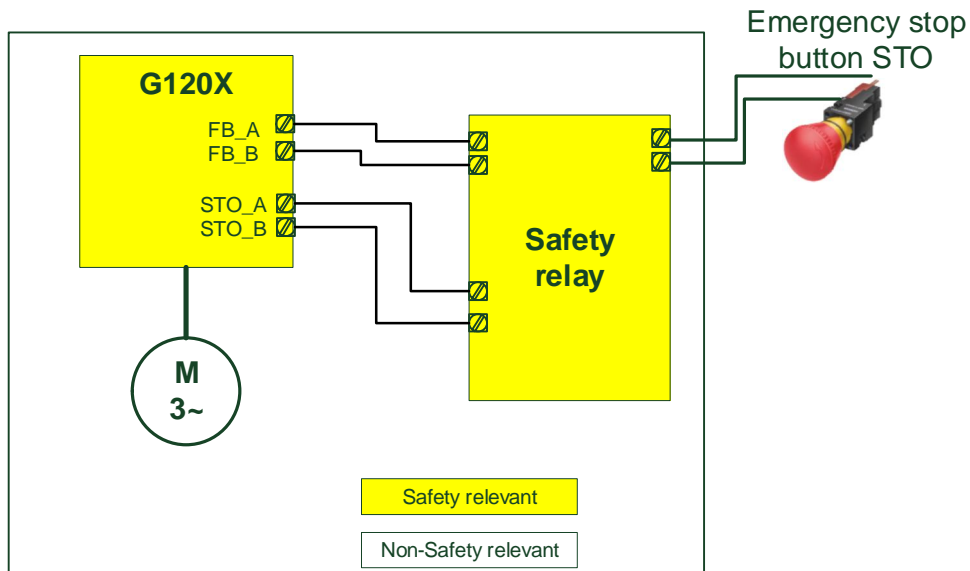 Emergency stop
button STO
G120X
FB_A
FB_B
STO_A
STO_B
Safety
relay
M
3~
Safety relevant
Non-Safety relevant